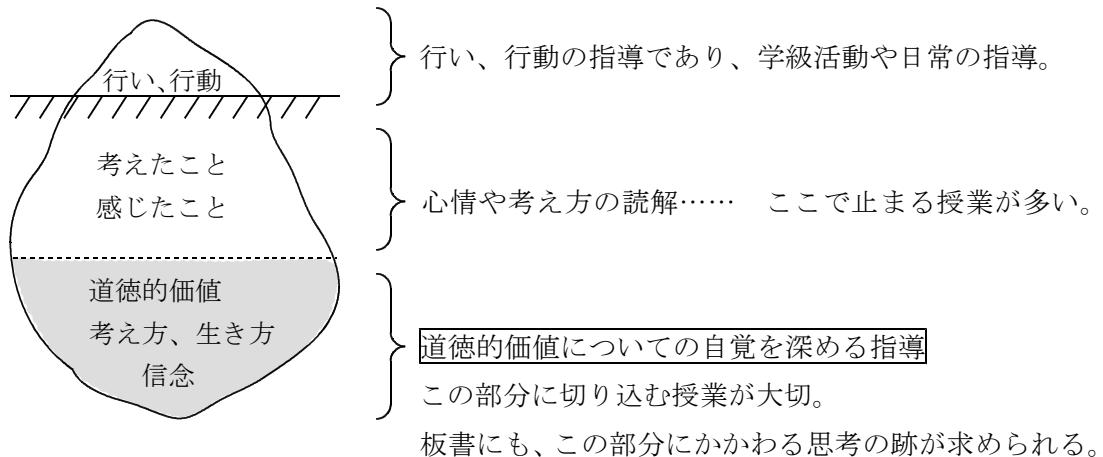 行い、行動
行い、行動の指導であり、学級活動や日常の指導。
考えたこと
感じたこと
心情や考え方の読解……　ここで止まる授業が多い。
道徳的価値
考え方、生き方
信念
道徳的価値についての自覚を深める指導
この部分に切り込む授業が大切。
板書にも、この部分にかかわる思考の跡が求められる。